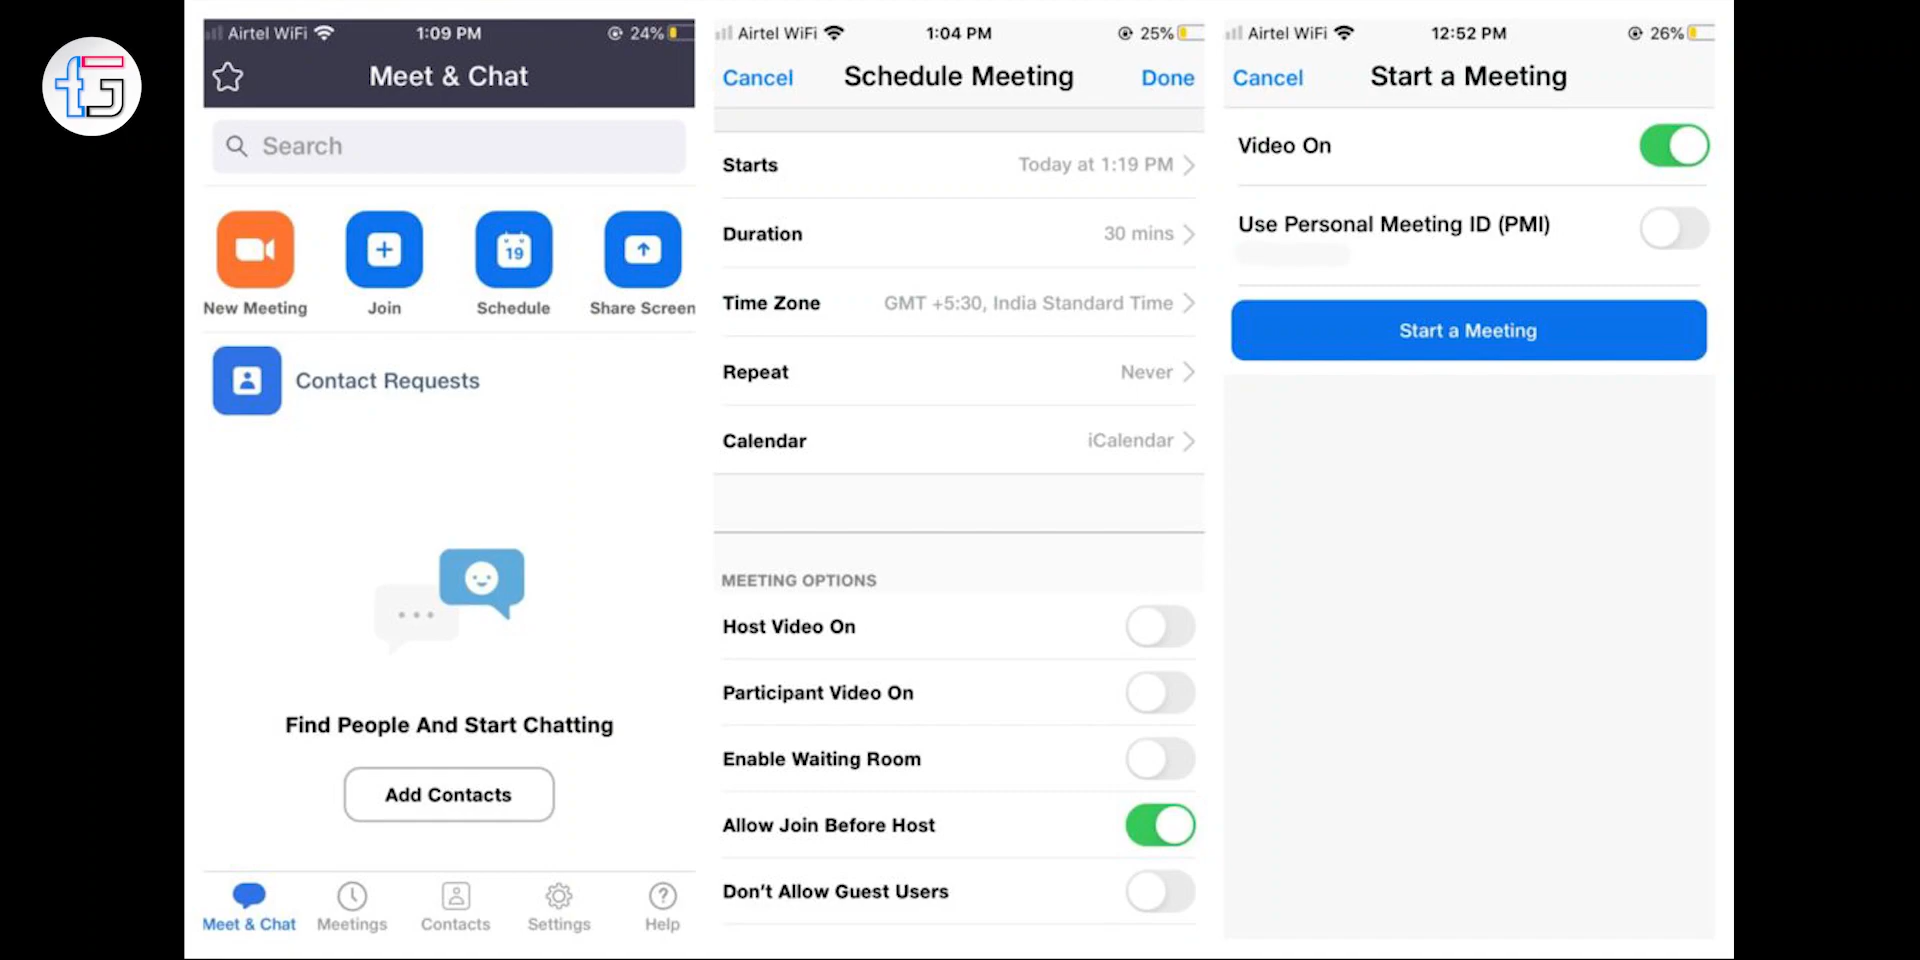 Airtel WiFi 1:09 PM 24%
Meet & Chat
Search
19
New Meeting Join Schedule Share Screen
Contact Requests
Find People And Start Chatting
Add Contacts
Meet & Chat Meetings Contacts Settings Help
Airtel WiFi 1:04 PM 25%
Cancel Schedule Meeting Done
Starts Today at 1:19 PM
Duration 30 mins
Time Zone GMT +5:30, India Standard Time
Repeat Never
Calendar iCalendar
MEETING OPTIONS
Host Video On
Participant Video On
Enable Waiting Room
Allow Join Before Host
Don't Allow Guest Users
Airtel WiFi 12:52 PM 26%
Cancel Start a Meeting
Video On
Use Personal Meeting ID (PMI)
Start a Meeting